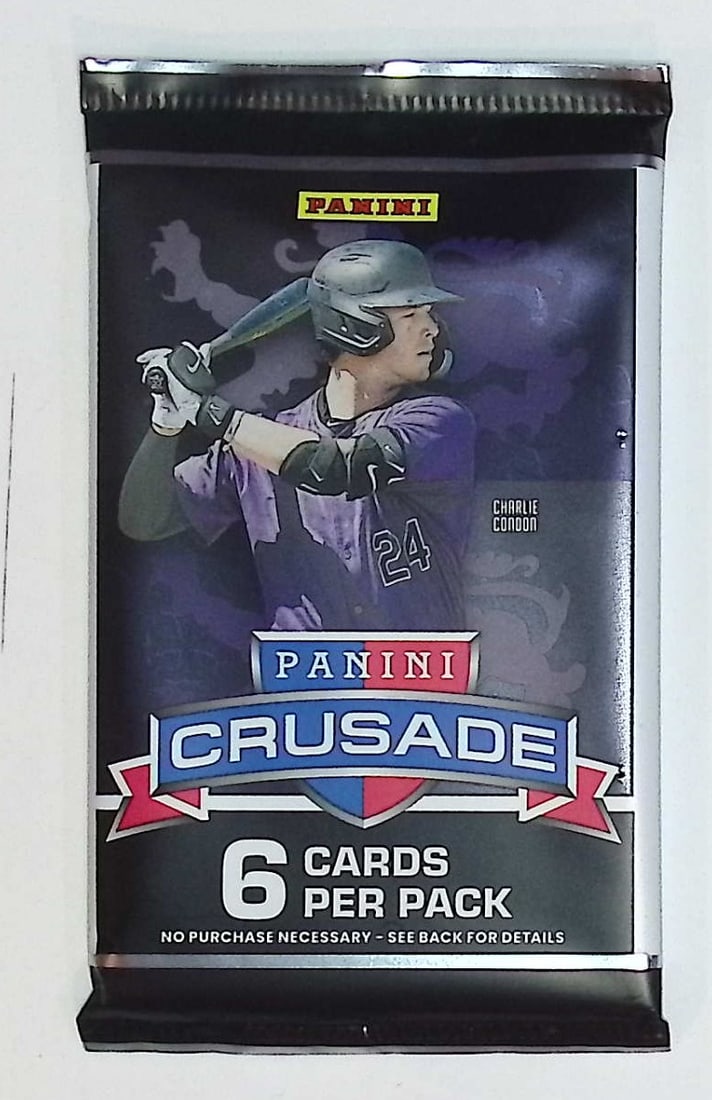 PANINI
CHARLIE
CONDON
24
PANINI
CRUSADE
6 CARDS
PER PACK
NO PURCHASE NECESSARY – SEE BACK FOR DETAILS